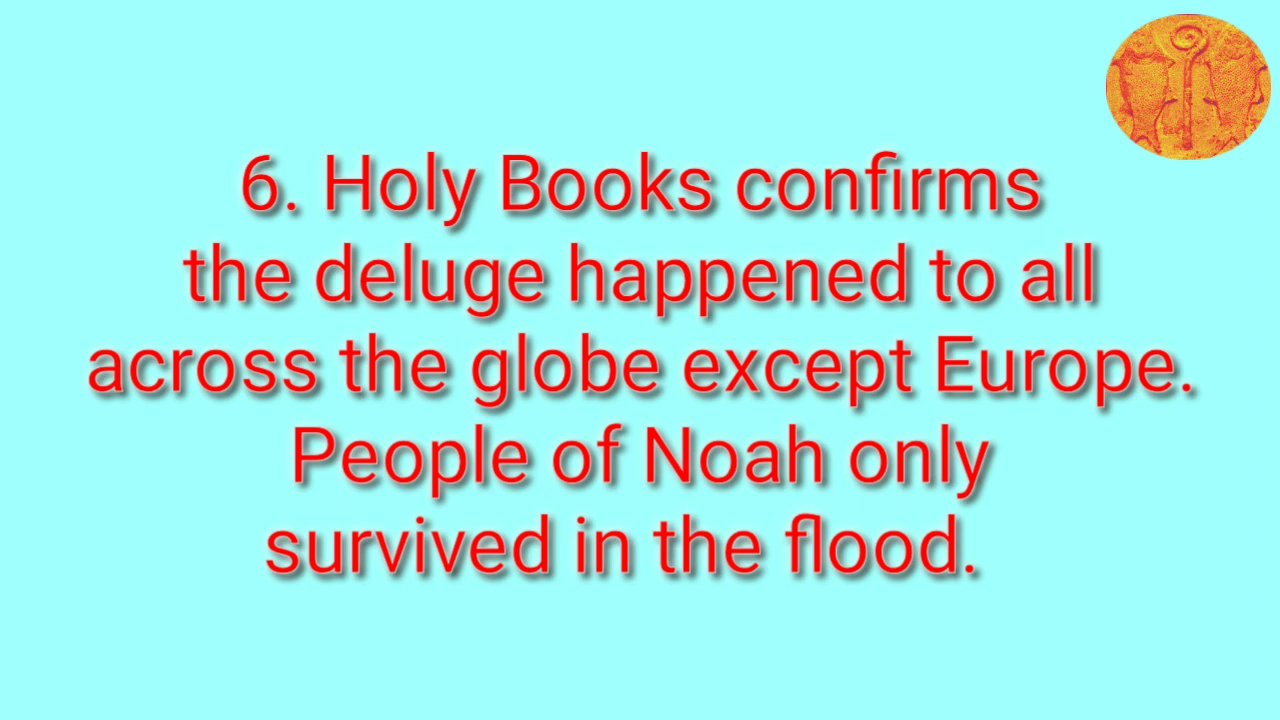 6. Holy Books confirms
the deluge happened to all
across the globe except Europe.
People of Noah only
survived in the flood.